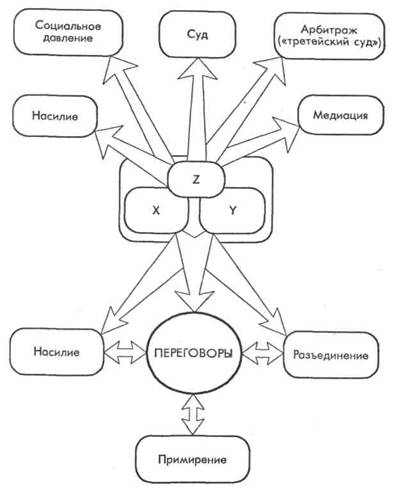 Социальное
давление
Суд
Арбитраж
(«третейский суд»)
Насилие
Медиация
Z
X
Y
Насилие
ПЕРЕГОВОРЫ
Разъединение
Примирение